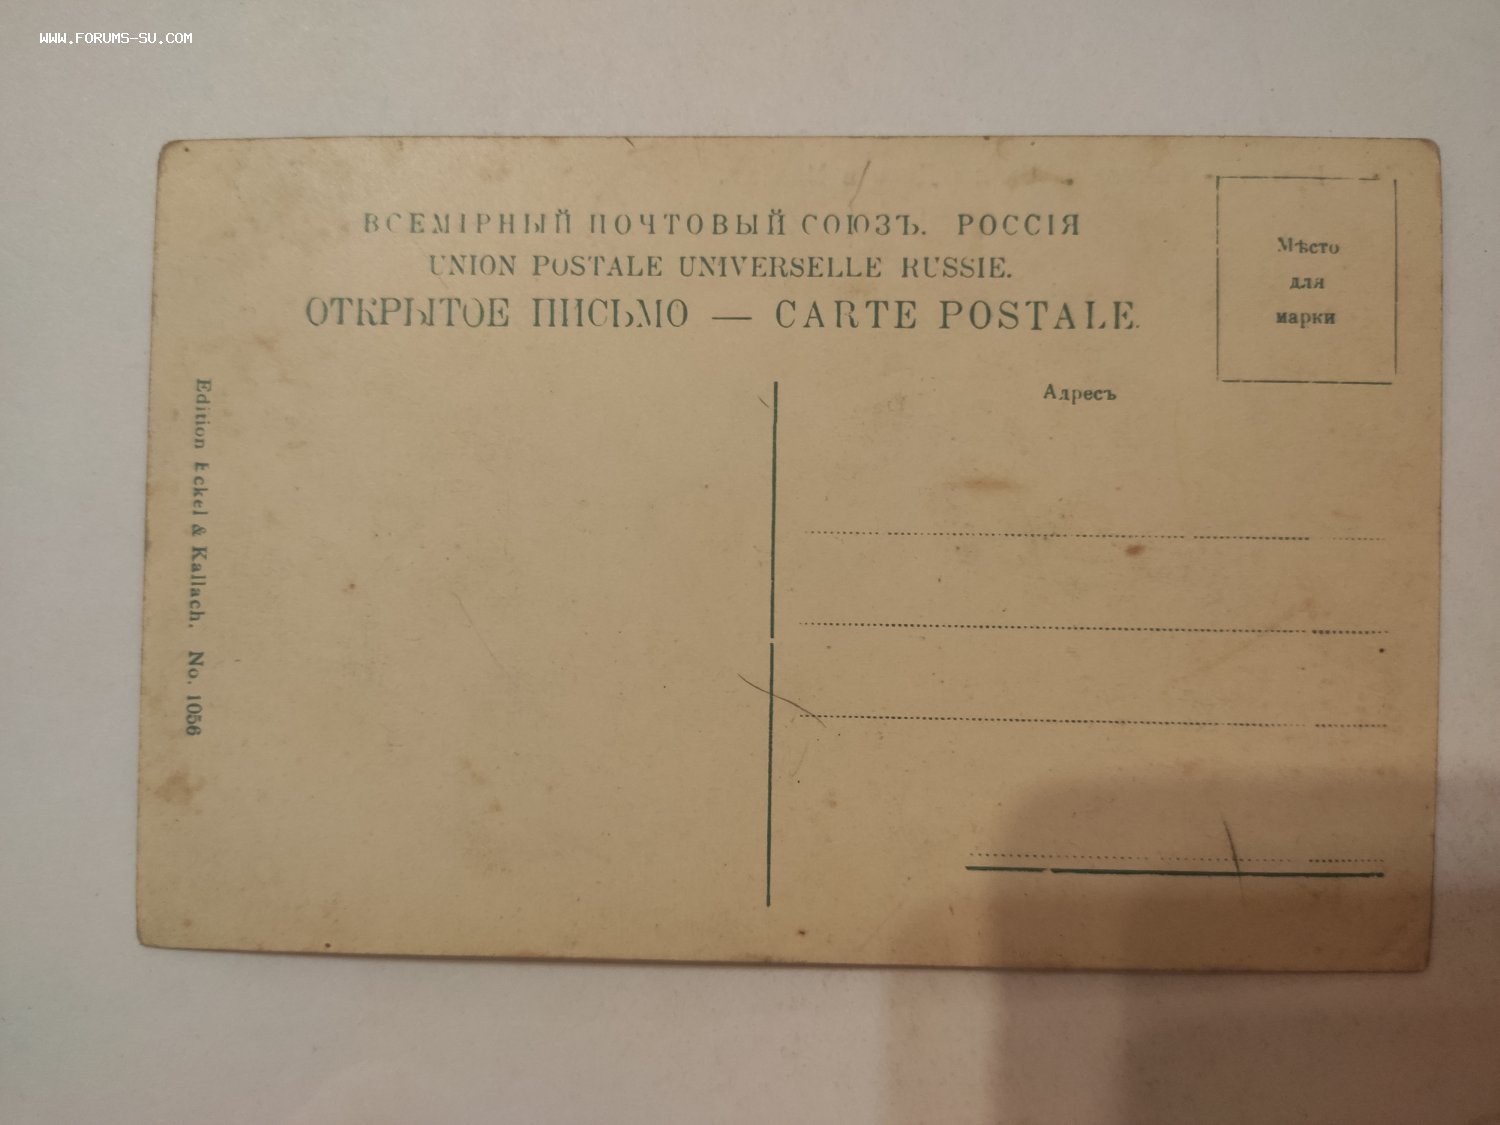 WWW.FORUMS-SU.COM
ВСЕМІРНЫЙ ПОЧТОВЫЙ СОЮЗЪ. РОССІЯ
UNION POSTALE UNIVERSELLE RUSSIE.
ОТКРЫТОЕ ПИСЬМО — CARTE POSTALE.
Мѣсто
для
марки
Адресъ
Edition Eckel & Kallach. No. 1056